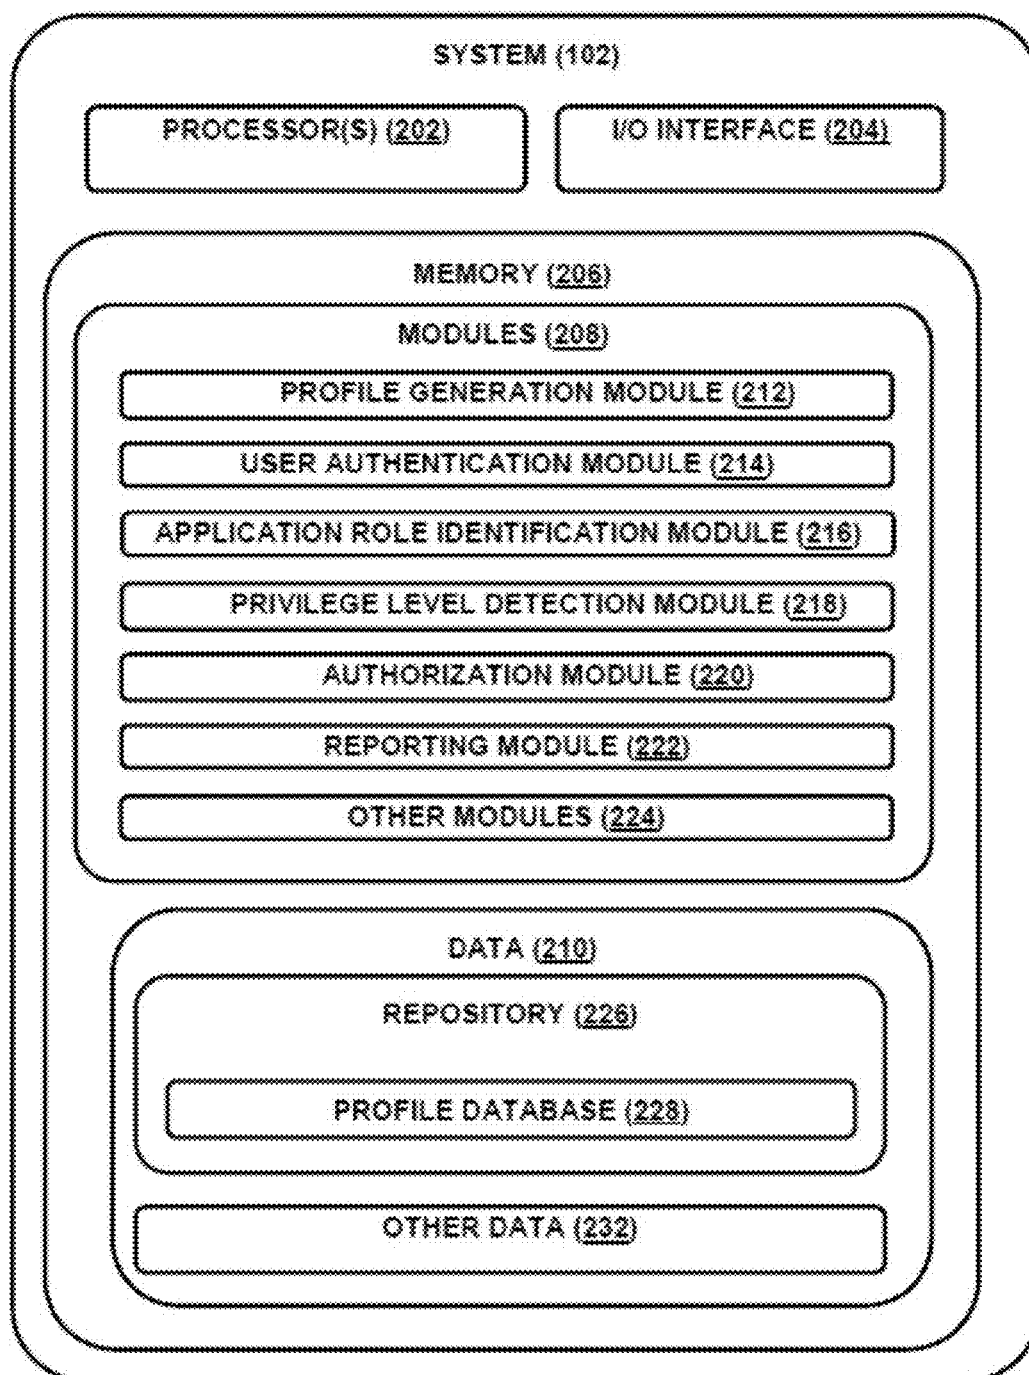 SYSTEM (102)
PROCESSOR(S) (202)
I/O INTERFACE (204)
MEMORY (206)
MODULES (208)
PROFILE GENERATION MODULE (212)
USER AUTHENTICATION MODULE (214)
APPLICATION ROLE IDENTIFICATION MODULE (216)
PRIVILEGE LEVEL DETECTION MODULE (218)
AUTHORIZATION MODULE (220)
REPORTING MODULE (222)
OTHER MODULES (224)
DATA (210)
REPOSITORY (226)
PROFILE DATABASE (228)
OTHER DATA (232)